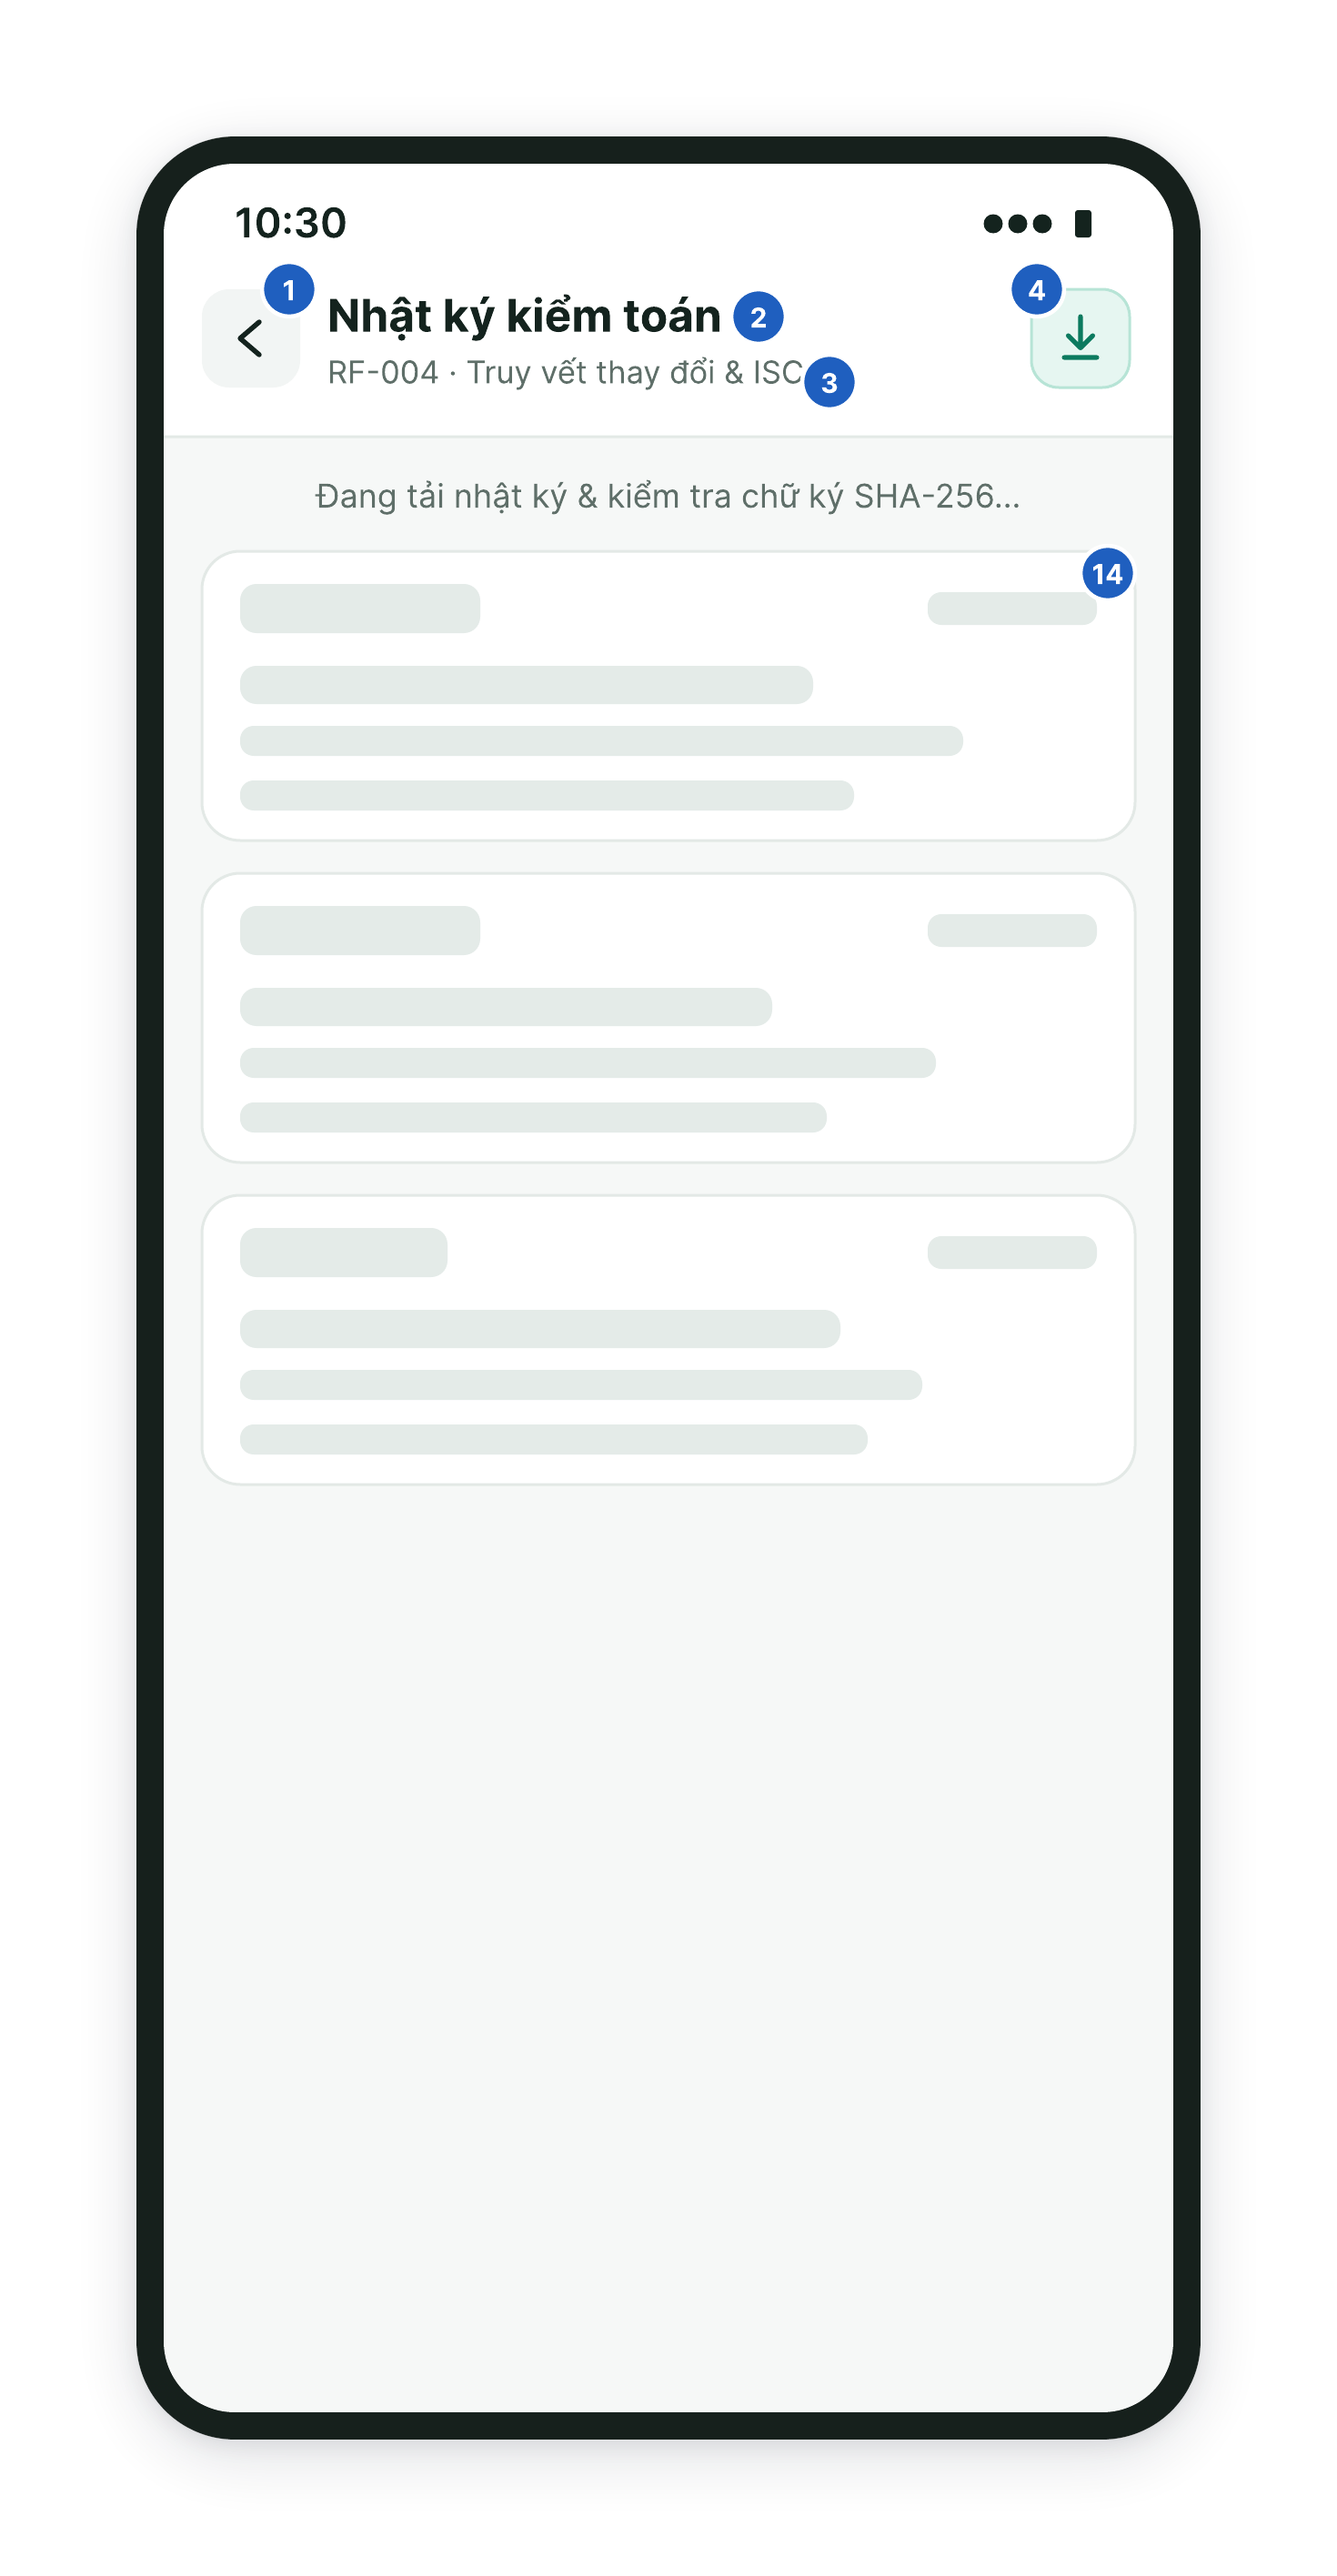 10:30
1
Nhật ký kiểm toán 2
4
RF-004 · Truy vết thay đổi & ISC 3
Đang tải nhật ký & kiểm tra chữ ký SHA-256...
14